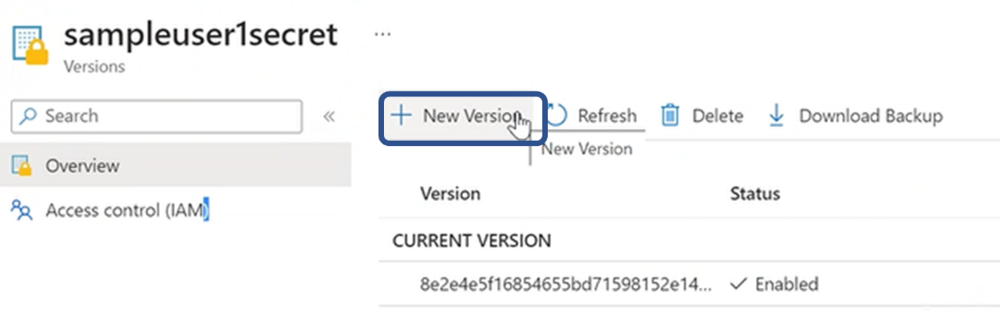 sampleuser1secret ...
Versions
Search «
New Version Refresh Delete Download Backup
New Version
Overview
Access control (IAM)
Version Status
CURRENT VERSION
8e2e4e5f16854655bd71598152e14... Enabled